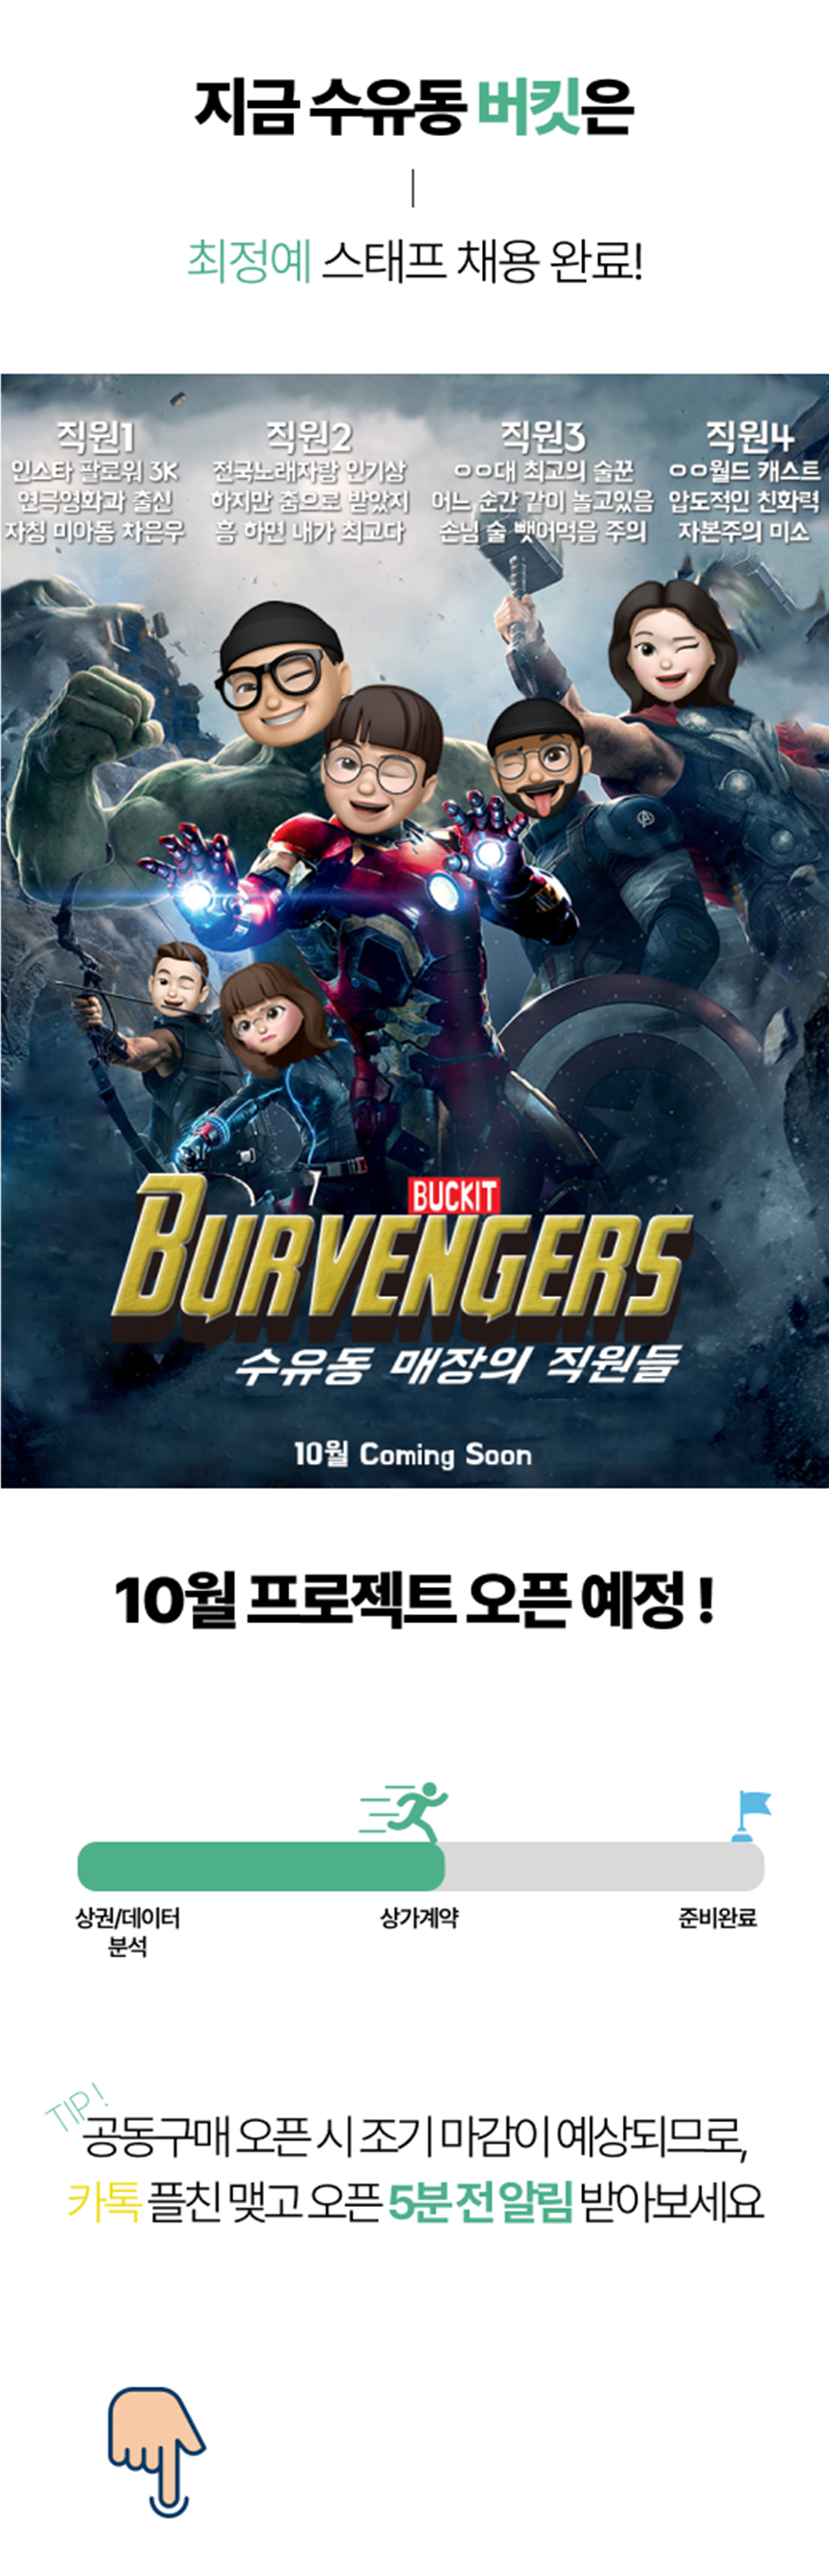 지금 수유동 버킷은
최정예 스태프 채용 완료!
직원1
인스타 팔로워 3K
연극영화과 출신
자칭 미아동 차은우
직원2
전국노래자랑 인기상
하지만 춤으로 받았지
흥 하면 내가 최고다
직원3
ㅇㅇ대 최고의 술꾼
어느 순간 같이 놀고있음
손님 술 뺏어먹음 주의
직원4
ㅇㅇ월드 캐스트
압도적인 친화력
자본주의 미소
BUCKIT
BURVENGERS
수유동 매장의 직원들
10월 Coming Soon
10월 프로젝트 오픈 예정 !
상권/데이터
분석
상가계약
준비완료
TIP !
공동구매 오픈 시 조기 마감이 예상되므로,
카톡 플친 맺고 오픈 5분 전 알림 받아보세요